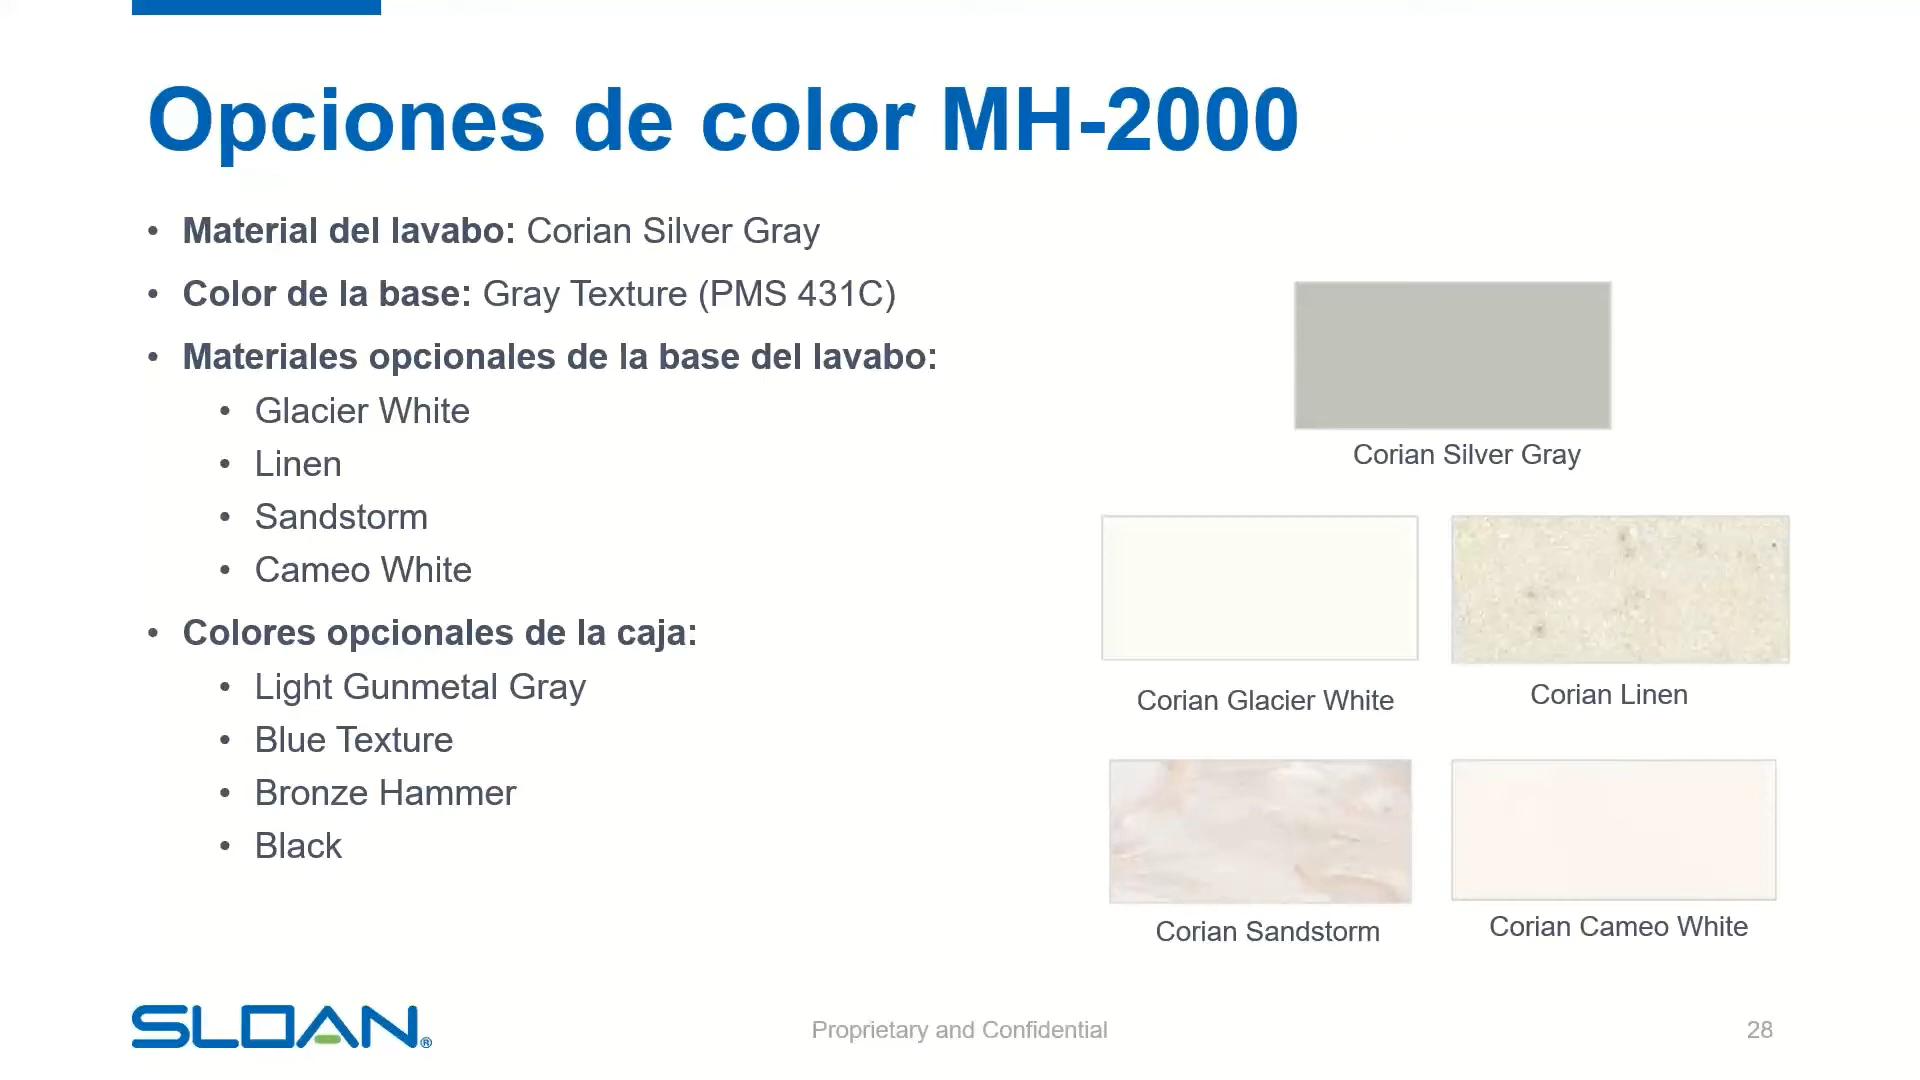 Opciones de color MH-2000
• Material del lavabo: Corian Silver Gray
• Color de la base: Gray Texture (PMS 431C)
• Materiales opcionales de la base del lavabo:
• Glacier White
• Linen
• Sandstorm
• Cameo White
• Colores opcionales de la caja:
• Light Gunmetal Gray
• Blue Texture
• Bronze Hammer
• Black
Corian Silver Gray
Corian Glacier White
Corian Linen
Corian Sandstorm
Corian Cameo White
SLOAN®
Proprietary and Confidential
28